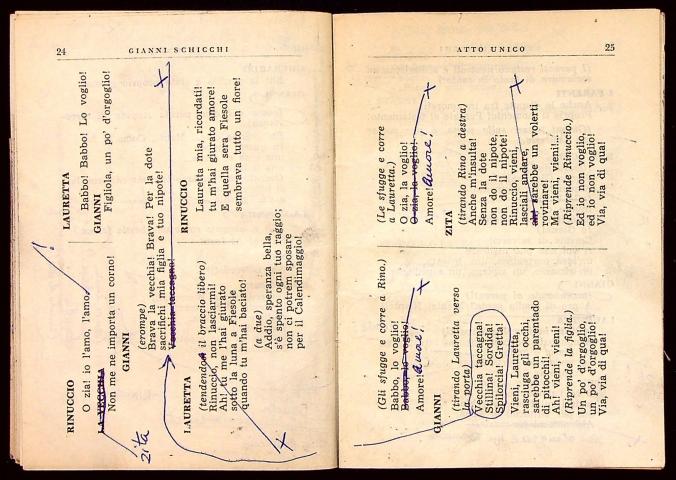 24
GIANNI SCHICCHI
RINUCCIO
O zia! io l'amo, l'amo!
LA VECCHIA
zita
Non me ne importa un corno!
LAURETTA
Babbo! Babbo! Lo voglio!
GIANNI
Figliola, un po' d'orgoglio!
GIANNI
(erompe)
Brava la vecchia! Brava! Per la dote
sacrifichi mia figlia e tuo nipote!
Vecchia taccagna!
X
LAURETTA
(tendendo il braccio libero)
Rinuccio, non lasciarmi!
Ah! tu m'hai giurato
sotto la luna a Fiesole
quando tu m'hai baciato!
X
RINUCCIO
Lauretta mia, ricordati!
tu m'hai giurato amore!
E quella sera Fiesole
sembrava tutto un fiore!
(a due)
Addio, speranza bella,
s'è spento ogni tuo raggio;
non ci potrem sposare
per il Calendimaggio!
ATTO UNICO
25
(Gli sfugge e corre a Rino.)
Babbo, lo voglio!
Babbo, lo voglio!
X
Amore! Amore!
GIANNI
(tirando Lauretta verso
la porta)
Vecchia taccagna!
Stillina! Sordida!
Spilorcia! Gretta!
Vieni, Lauretta,
rasciuga gli occhi,
sarebbe un parentado
di pitocchi!
Ah! vieni, vieni!
(Riprende la figlia.)
Un po' d'orgoglio,
un po' d'orgoglio!
Via, via di qua!
(Le sfugge e corre
a Lauretta.)
O zia, la voglio!
O zia, la voglio!
X
Amore! Amore!
ZITA
(tirando Rino a destra)
Anche m'insulta!
Senza la dote
non do il nipote,
non do il nipote!
Rinuccio, vieni,
lasciali andare,
X
sarebbe un volerti
rovinare!
Ma vieni, vieni!...
(Riprende Rinuccio.)
Ed io non voglio,
ed io non voglio!
Via, via di qua!